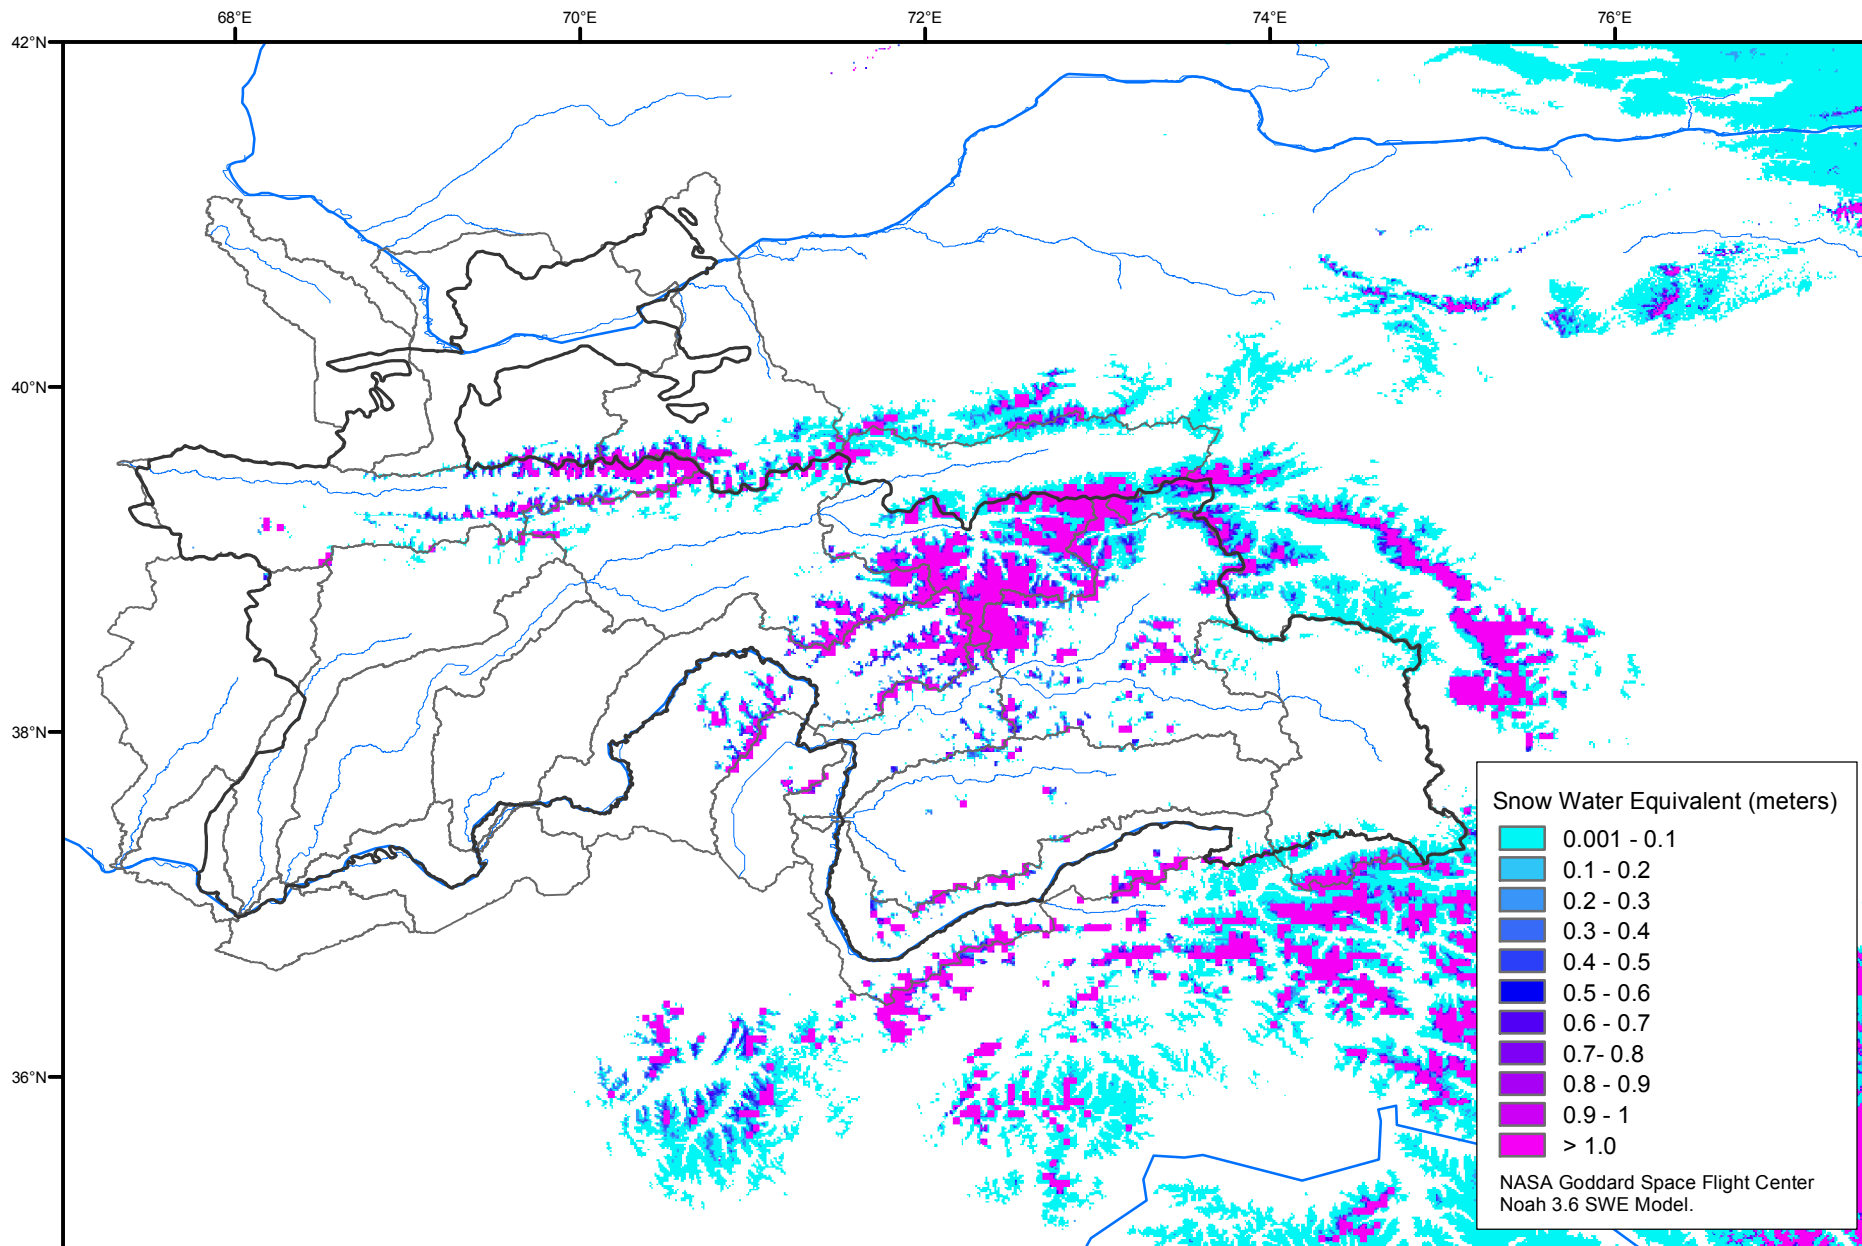 68°E 70°E 72°E 74°E 76°E
42°N
40°N
38°N
36°N
Snow Water Equivalent (meters)
0.001 - 0.1
0.1 - 0.2
0.2 - 0.3
0.3 - 0.4
0.4 - 0.5
0.5 - 0.6
0.6 - 0.7
0.7- 0.8
0.8 - 0.9
0.9 - 1
> 1.0
NASA Goddard Space Flight Center
Noah 3.6 SWE Model.